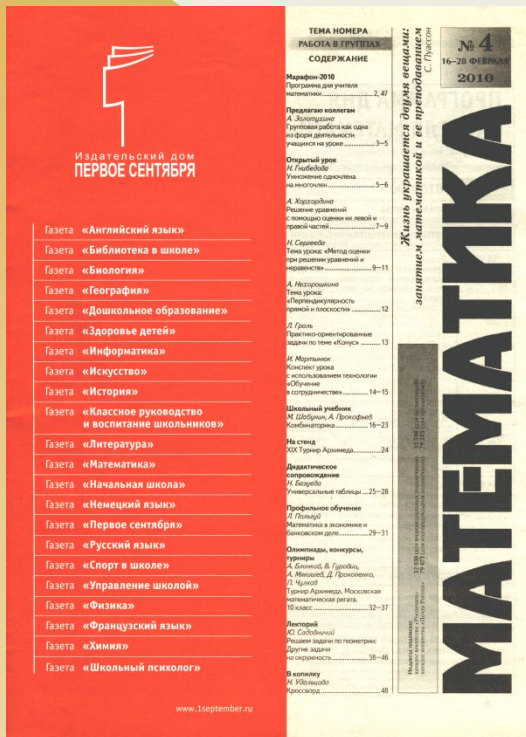 Издательский дом
ПЕРВОЕ СЕНТЯБРЯ
Газета «Английский язык»
Газета «Библиотека в школе»
Газета «Биология»
Газета «География»
Газета «Дошкольное образование»
Газета «Здоровье детей»
Газета «Информатика»
Газета «Искусство»
Газета «История»
Газета «Классное руководство
и воспитание школьников»
Газета «Литература»
Газета «Математика»
Газета «Начальная школа»
Газета «Немецкий язык»
Газета «Первое сентября»
Газета «Русский язык»
Газета «Спорт в школе»
Газета «Управление школой»
Газета «Физика»
Газета «Французский язык»
Газета «Химия»
Газета «Школьный психолог»
www.1september.ru
ТЕМА НОМЕРА
РАБОТА В ГРУППАХ
СОДЕРЖАНИЕ
Марафон-2010
Программа дня учителя
математики 2, 47
Предлагаю коллегам
А. Золотухина
Групповая работа как одна
из форм деятельности
учащихся на уроке 3–5
Открытый урок
Н. Гнибедова
Умножение одночлена
на многочлен 5–6
А. Хорхордина
Решение уравнений
с помощью оценки их левой и
правой частей 7–9
Н. Сергеева
Тема урока: «Метод оценки
при решении уравнений и
неравенств» 9–11
А. Незорошкина
Тема урока:
«Перпендикулярность
прямой и плоскости» 12
Л. Граль
Практико-ориентированные
задачи по теме «Конус» 13
И. Мартынюк
Конспект урока
с использованием технологии
«Обучение
в сотрудничестве» 14–15
Школьный учебник
М. Шабунин, А. Прокофьев
Комбинаторика 16–23
На стенд
XIX Турнир Архимеда 24
Дидактическое
сопровождение
Н. Базуева
Универсальные таблицы 25–28
Профильное обучение
Л. Польгуй
Математика в экономике и
банковском деле 29–31
Олимпиады, конкурсы,
турниры
А. Блинков, В. Гуровиц,
А. Мякишев, Д. Прокопенко,
П. Чулков
Турнир Архимеда. Московская
математическая регата.
10 класс 32–37
Лекторий
Ю. Садовничий
Решаем задачи по геометрии:
Другие задачи
на окружность 38–46
В копилку
Н. Удальцова
Кроссворд 48
№ 4
16–28 ФЕВРАЛЯ
2010
Жизнь украшается двумя вещами:
занятием математикой и ее преподаванием
С. Пуассон
МАТЕМАТИКА
Индексы подписки: